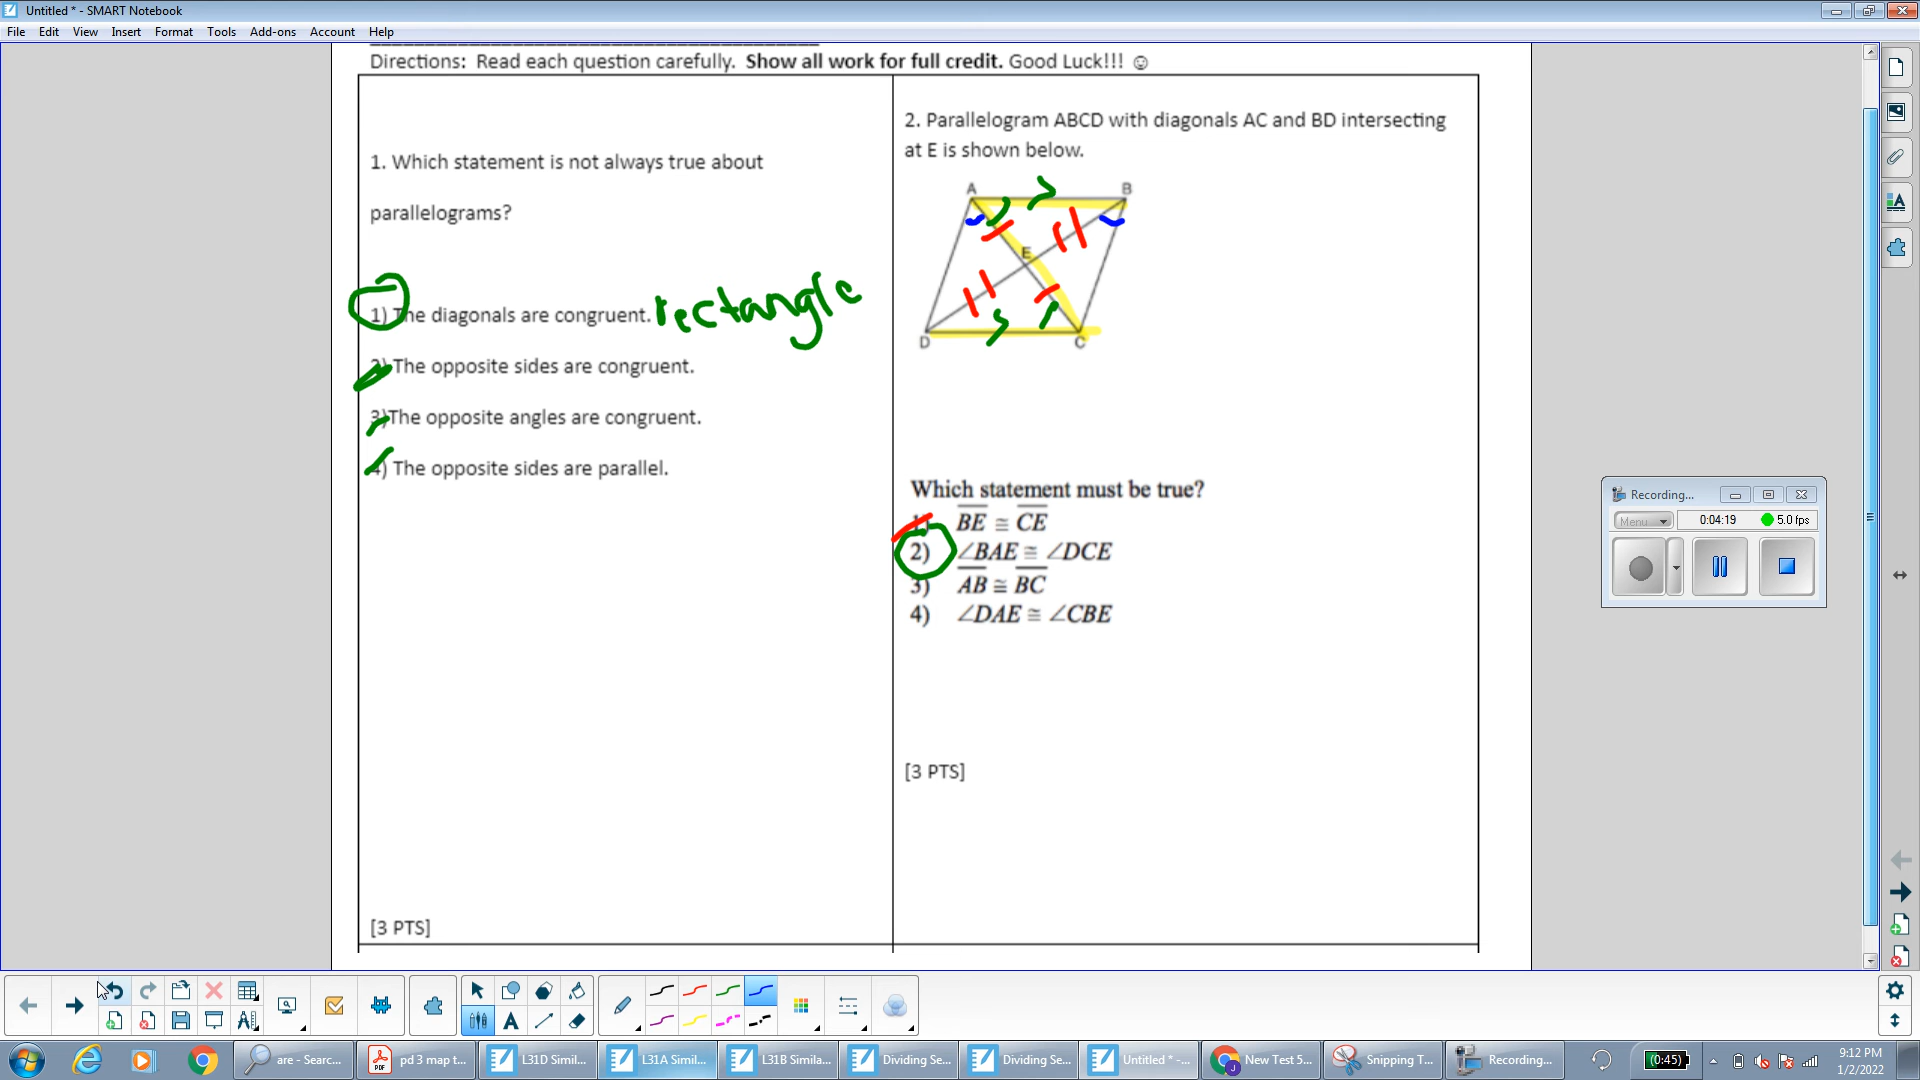 Untitled * - SMART Notebook
File Edit View Insert Format Tools Add-ons Account Help
Directions: Read each question carefully. Show all work for full credit. Good Luck!!! ☺
1. Which statement is not always true about
parallelograms?
1) The diagonals are congruent. rectangle
2) The opposite sides are congruent.
3)The opposite angles are congruent.
4) The opposite sides are parallel.
[3 PTS]
2. Parallelogram ABCD with diagonals AC and BD intersecting
at E is shown below.
A B
E
D C
Which statement must be true?
1) BE ≅ CE
2) ∠BAE ≅ ∠DCE
3) AB ≅ BC
4) ∠DAE ≅ ∠CBE
[3 PTS]
Recording...
Menu 0:04:19 5.0 fps
are - Searc... pd 3 map t... L31D Simil... L31A Simil... L31B Simila... Dividing Se... Dividing Se... Untitled * -... New Test 5... Snipping T... Recording... (0:45) 9:12 PM
1/2/2022